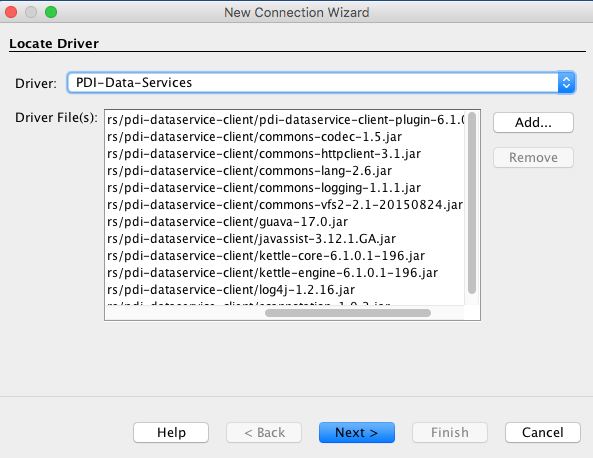 New Connection Wizard
Locate Driver
Driver: PDI-Data-Services
Driver File(s):
rs/pdi-dataservice-client/pdi-dataservice-client-plugin-6.1.0
Add...
rs/pdi-dataservice-client/commons-codec-1.5.jar
rs/pdi-dataservice-client/commons-httpclient-3.1.jar
Remove
rs/pdi-dataservice-client/commons-lang-2.6.jar
rs/pdi-dataservice-client/commons-logging-1.1.1.jar
rs/pdi-dataservice-client/commons-vfs2-2.1-20150824.jar
rs/pdi-dataservice-client/guava-17.0.jar
rs/pdi-dataservice-client/javassist-3.12.1.GA.jar
rs/pdi-dataservice-client/kettle-core-6.1.0.1-196.jar
rs/pdi-dataservice-client/kettle-engine-6.1.0.1-196.jar
rs/pdi-dataservice-client/log4j-1.2.16.jar
Help < Back Next > Finish Cancel